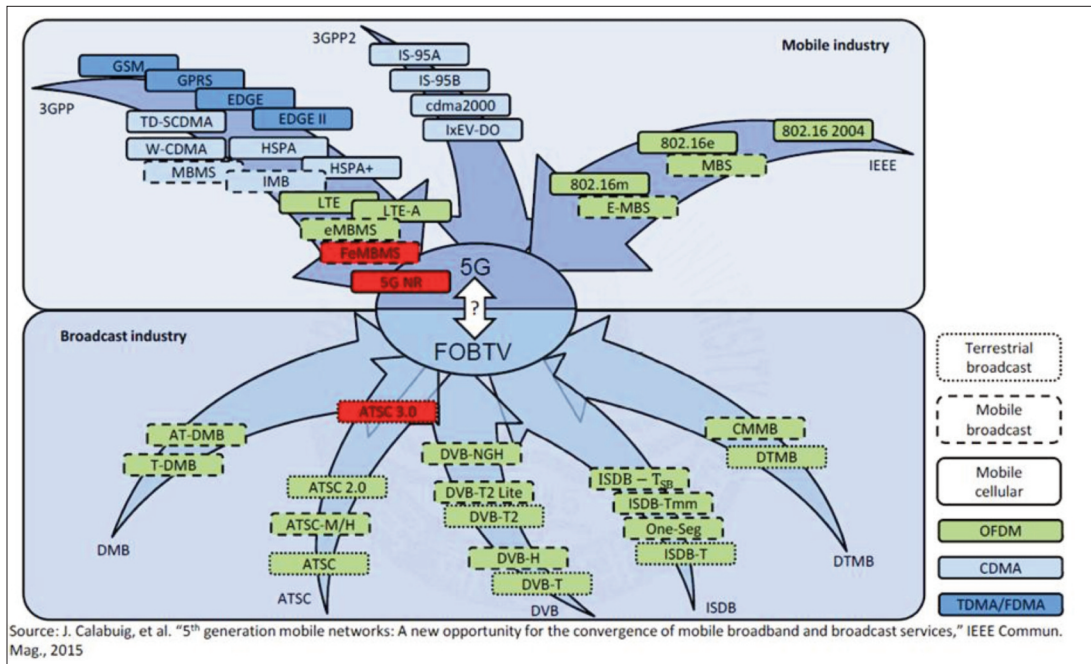 Mobile industry
3GPP
GSM
GPRS
EDGE
EDGE II
TD-SCDMA
W-CDMA
HSPA
MBMS
IMB
HSPA+
LTE
LTE-A
eMBMS
FeMBMS
5G NR
3GPP2
IS-95A
IS-95B
cdma2000
IxEV-DO
802.16 2004
802.16e
MBS
IEEE
802.16m
E-MBS
5G
?
FOBTV
Broadcast industry
AT-DMB
T-DMB
DMB
ATSC 3.0
ATSC 2.0
ATSC-M/H
ATSC
ATSC
DVB-NGH
DVB-T2 Lite
DVB-T2
DVB-H
DVB-T
DVB
ISDB – T_SB
ISDB-Tmm
One-Seg
ISDB-T
ISDB
CMMB
DTMB
DTMB
Terrestrial
broadcast
Mobile
broadcast
Mobile
cellular
OFDM
CDMA
TDMA/FDMA
Source: J. Calabuig, et al. “5th generation mobile networks: A new opportunity for the convergence of mobile broadband and broadcast services,” IEEE Commun.
Mag., 2015